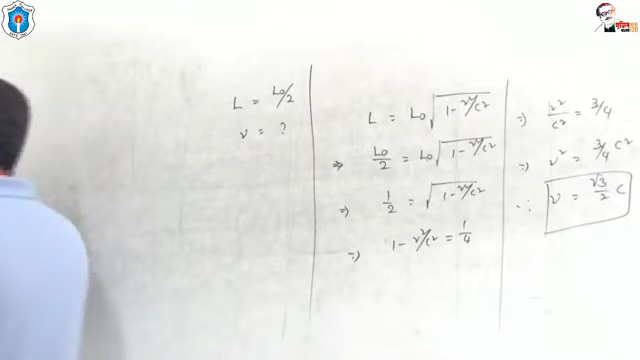 L = L₀/2
v = ?
L = L₀√(1 - v²/c²)
⇒ L₀/2 = L₀√(1 - v²/c²)
⇒ 1/2 = √(1 - v²/c²)
⇒ 1 - v²/c² = 1/4
⇒ v²/c² = 3/4
⇒ v² = 3/4 c²
∴ v = √3/2 c